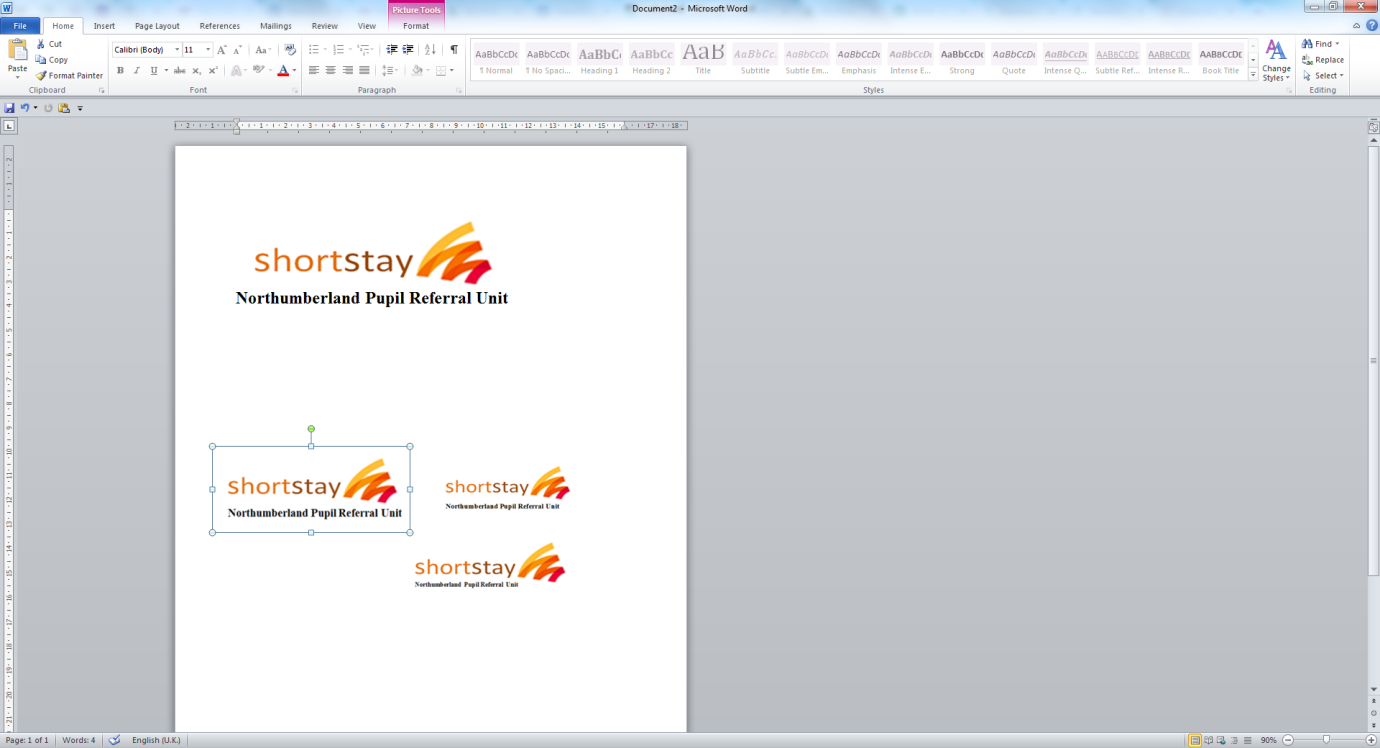 Document2 - Microsoft Word
Picture Tools
File Home Insert Page Layout References Mailings Review View Format
Paste
Cut
Copy
Format Painter
Clipboard
Calibri (Body) 11
Font
Paragraph
AaBbCcDc AaBbCcDc AaBbC AaBbCc AaB AaBbCc. AaBbCcDc AaBbCcDc AaBbCcDc AaBbCcDc AaBbCcDc AaBbCcDc AaBbCcDc AaBbCcDc AaBbCcDc
¶ Normal ¶ No Spaci... Heading 1 Heading 2 Title Subtitle Subtle Em... Emphasis Intense E... Strong Quote Intense Q... Subtle Ref... Intense R... Book Title
Styles
Change Styles
Find
Replace
Select
Editing
shortstay
Northumberland Pupil Referral Unit
shortstay
Northumberland Pupil Referral Unit
shortstay
Northumberland Pupil Referral Unit
shortstay
Northumberland Pupil Referral Unit
Page: 1 of 1 Words: 4 English (U.K.) 90%